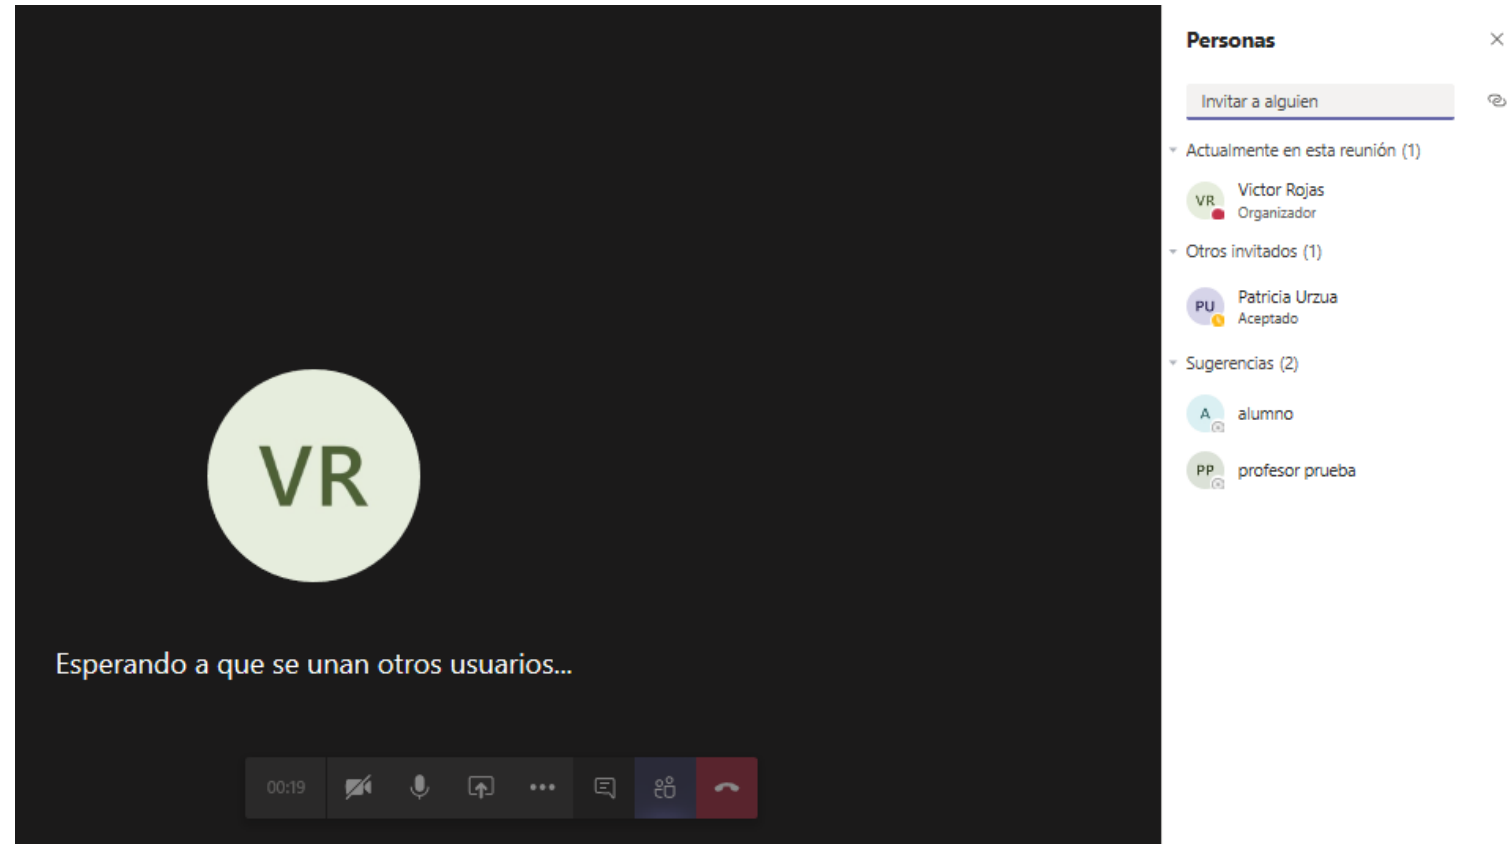 Personas
Invitar a alguien
Actualmente en esta reunión (1)
VR
Victor Rojas
Organizador
Otros invitados (1)
PU
Patricia Urzua
Aceptado
Sugerencias (2)
A
alumno
PP
profesor prueba
VR
Esperando a que se unan otros usuarios...
00:19